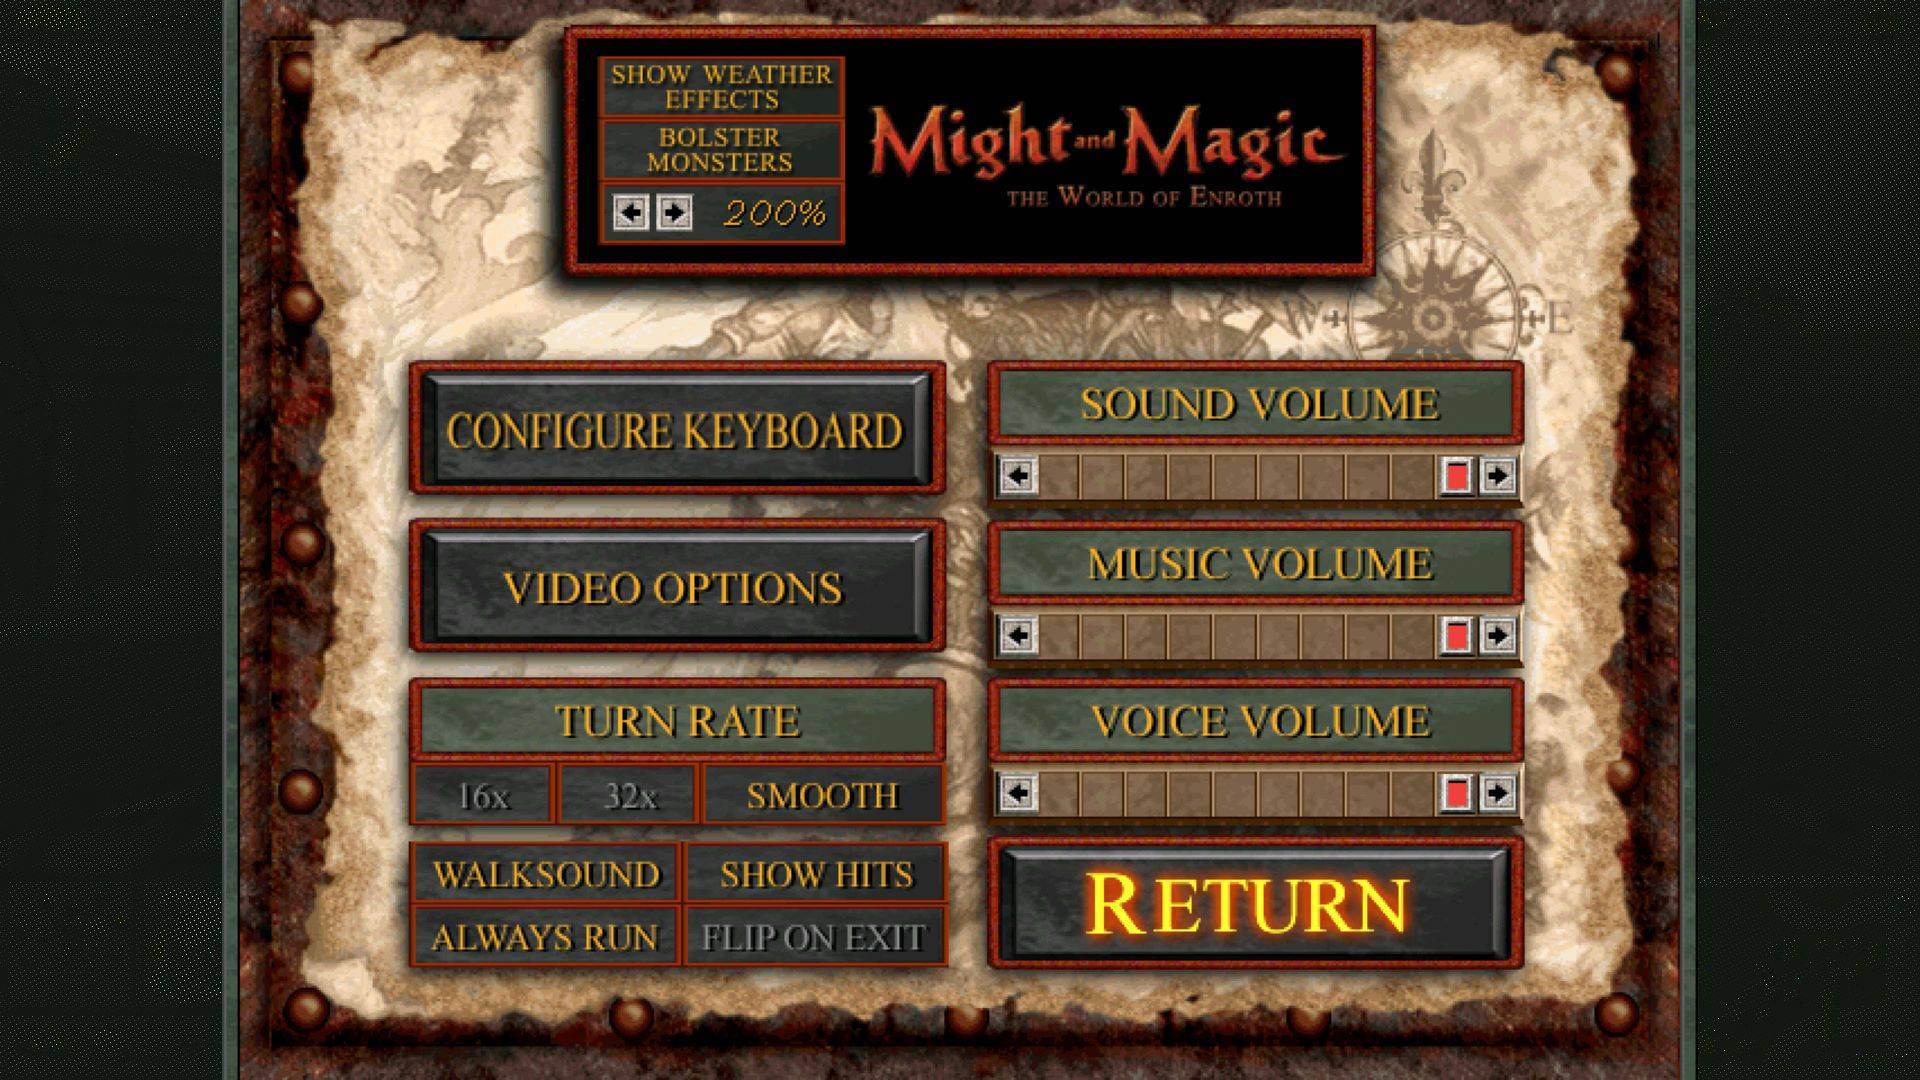 SHOW WEATHER
EFFECTS
BOLSTER
MONSTERS
200%
Might and Magic
THE WORLD OF ENROTH
W
E
CONFIGURE KEYBOARD
VIDEO OPTIONS
TURN RATE
16x 32x SMOOTH
WALKSOUND SHOW HITS
ALWAYS RUN FLIP ON EXIT
SOUND VOLUME
MUSIC VOLUME
VOICE VOLUME
RETURN